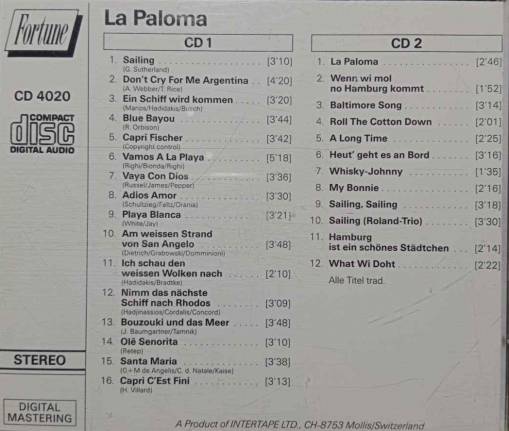 Fortune
CD 4020
COMPACT
disc
DIGITAL AUDIO
STEREO
DIGITAL
MASTERING
La Paloma
CD 1
1. Sailing [3'10]
(G. Sutherland)
2. Don't Cry For Me Argentina [4'20]
(A. Webber/T. Rice)
3. Ein Schiff wird kommen [3'20]
(Manos/Hadidakis/Busch)
4. Blue Bayou [3'44]
(R. Orbison)
5. Capri Fischer [3'42]
(Copyright control)
6. Vamos A La Playa [5'18]
(Righi/Bionda/Righi)
7. Vaya Con Dios [3'36]
(Russel/James/Pepper)
8. Adios Amor [3'30]
(Schultzieg/Feltz/Drania)
9. Playa Blanca [3'21]
(White/Jay)
10. Am weissen Strand
von San Angelo [3'48]
(Dietrich/Grabowski/Domminioni)
11. Ich schau den
weissen Wolken nach [2'10]
(Hadidakis/Bradtke)
12. Nimm das nächste
Schiff nach Rhodos [3'09]
(Hadjinassios/Cordalis/Concord)
13. Bouzouki und das Meer [3'48]
(J. Baumgartner/Tamnik)
14. Olê Senorita [3'10]
(Retep)
15. Santa Maria [3'38]
(G.+M de Angelis/C. d. Natale/Kaise)
16. Capri C'Est Fini [3'13]
(H. Villard)
CD 2
1. La Paloma [2'46]
2. Wenn wi mol
no Hamburg kommt [1'52]
3. Baltimore Song [3'14]
4. Roll The Cotton Down [2'01]
5. A Long Time [2'25]
6. Heut' geht es an Bord [3'16]
7. Whisky-Johnny [1'35]
8. My Bonnie [2'16]
9. Sailing, Sailing [3'18]
10. Sailing (Roland-Trio) [3'30]
11. Hamburg
ist ein schönes Städtchen [2'14]
12. What Wi Doht [2'22]
Alle Titel trad.
A Product of INTERTAPE LTD., CH-8753 Mollis/Switzerland